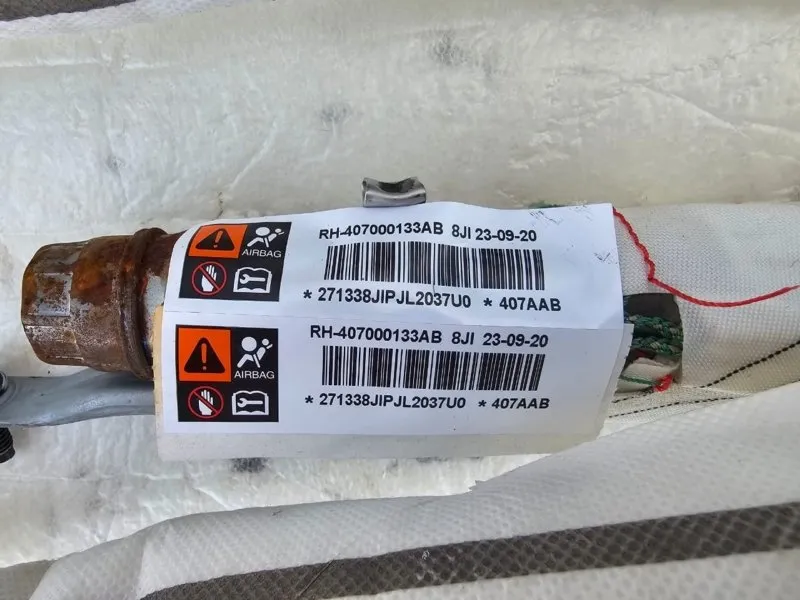 RH-407000133AB 8JI 23-09-20
AIRBAG
* 271338JIPJL2037U0 * 407AAB
RH-407000133AB 8JI 23-09-20
AIRBAG
* 271338JIPJL2037U0 * 407AAB